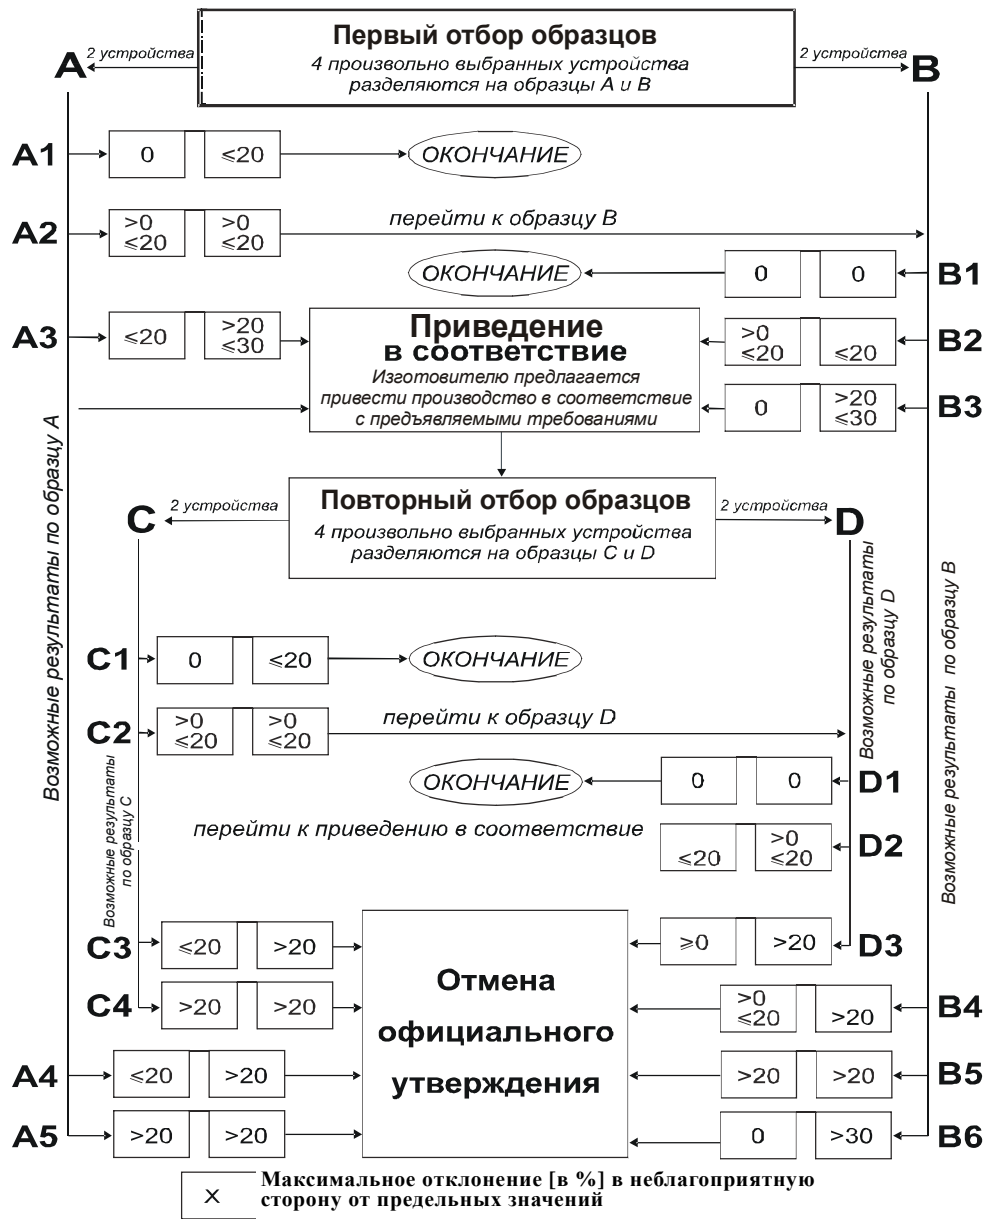 Первый отбор образцов
4 произвольно выбранных устройства
разделяются на образцы А и В
A
2 устройства
2 устройства
B
A1
0
≤20
ОКОНЧАНИЕ
A2
>0
≤20
>0
≤20
перейти к образцу В
ОКОНЧАНИЕ
0
0
B1
A3
≤20
>20
≤30
Приведение
в соответствие
Изготовителю предлагается
привести производство в соответствие
с предъявляемыми требованиями
>0
≤20
≤20
B2
0
>20
≤30
B3
Возможные результаты по образцу А
C
2 устройства
Повторный отбор образцов
4 произвольно выбранных устройства
разделяются на образцы С и D
2 устройства
D
Возможные результаты
по образцу D
Возможные результаты по образцу В
C1
0
≤20
ОКОНЧАНИЕ
C2
>0
≤20
>0
≤20
перейти к образцу D
Возможные результаты
по образцу С
ОКОНЧАНИЕ
0
0
D1
перейти к приведению в соответствие
≤20
>0
≤20
D2
C3
≤20
>20
Отмена
официального
утверждения
≥0
>20
D3
C4
>20
>20
>0
≤20
>20
B4
A4
≤20
>20
>20
>20
B5
A5
>20
>20
0
>30
B6
X
Максимальное отклонение [в %] в неблагоприятную
сторону от предельных значений